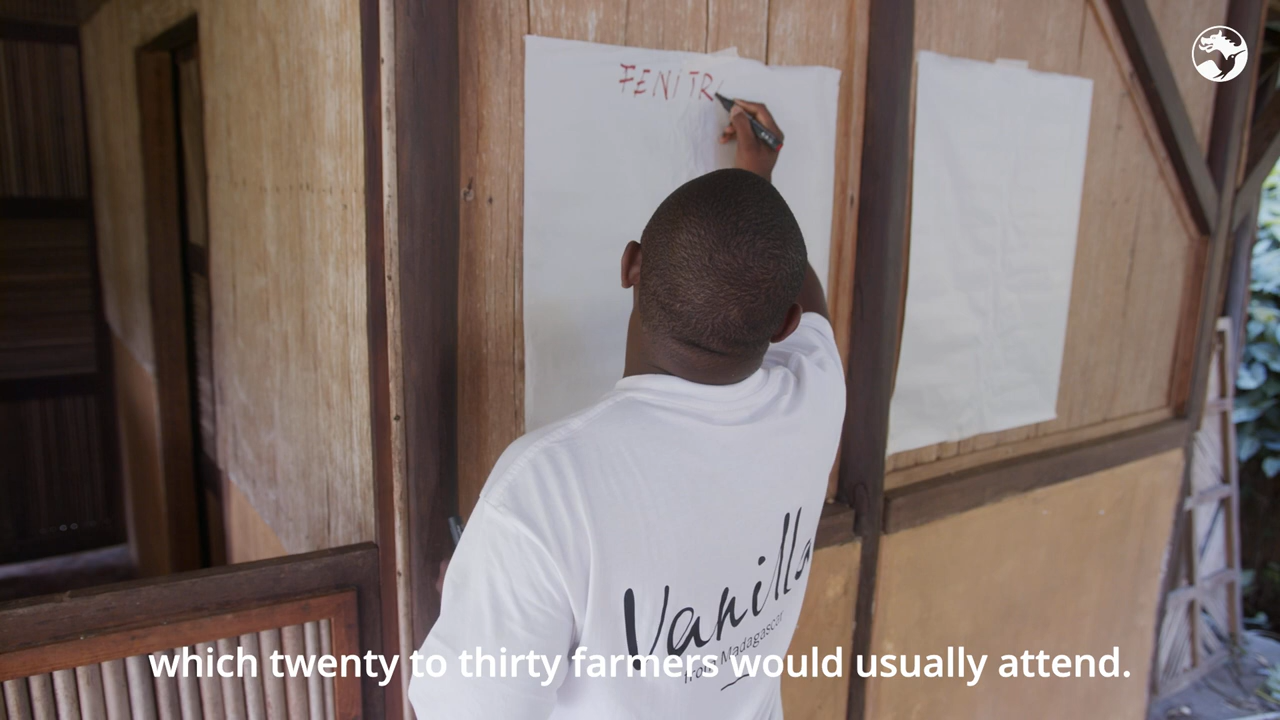 FENITR
Vanilla
from Madagascar
which twenty to thirty farmers would usually attend.